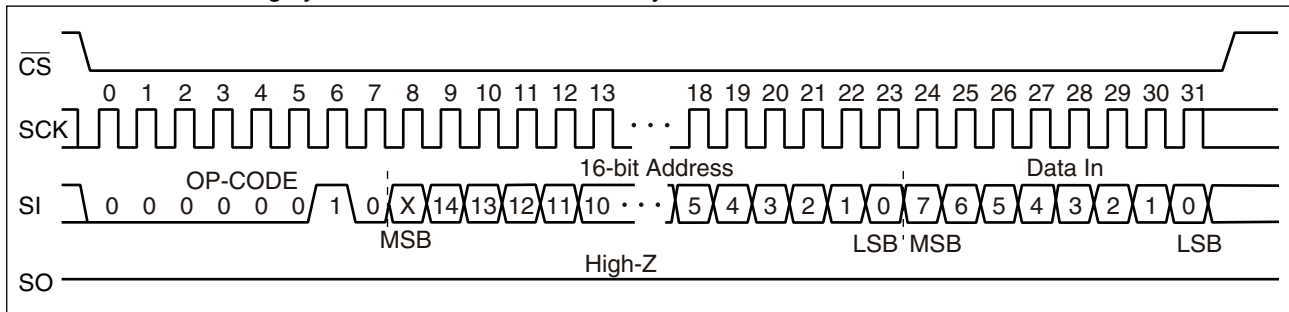 CS
0 1 2 3 4 5 6 7 8 9 10 11 12 13 18 19 20 21 22 23 24 25 26 27 28 29 30 31
SCK ···
OP-CODE 16-bit Address Data In
SI 0 0 0 0 0 0 1 0 X 14 13 12 11 10 ··· 5 4 3 2 1 0 7 6 5 4 3 2 1 0
MSB LSB MSB LSB
High-Z
SO